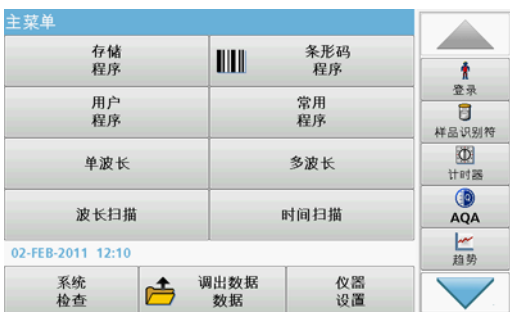 主菜单
存储
程序
条形码
程序
用户
程序
常用
程序
单波长
多波长
波长扫描
时间扫描
02-FEB-2011 12:10
系统
检查
调出数据
数据
仪器
设置
登录
样品识别符
计时器
AQA
趋势